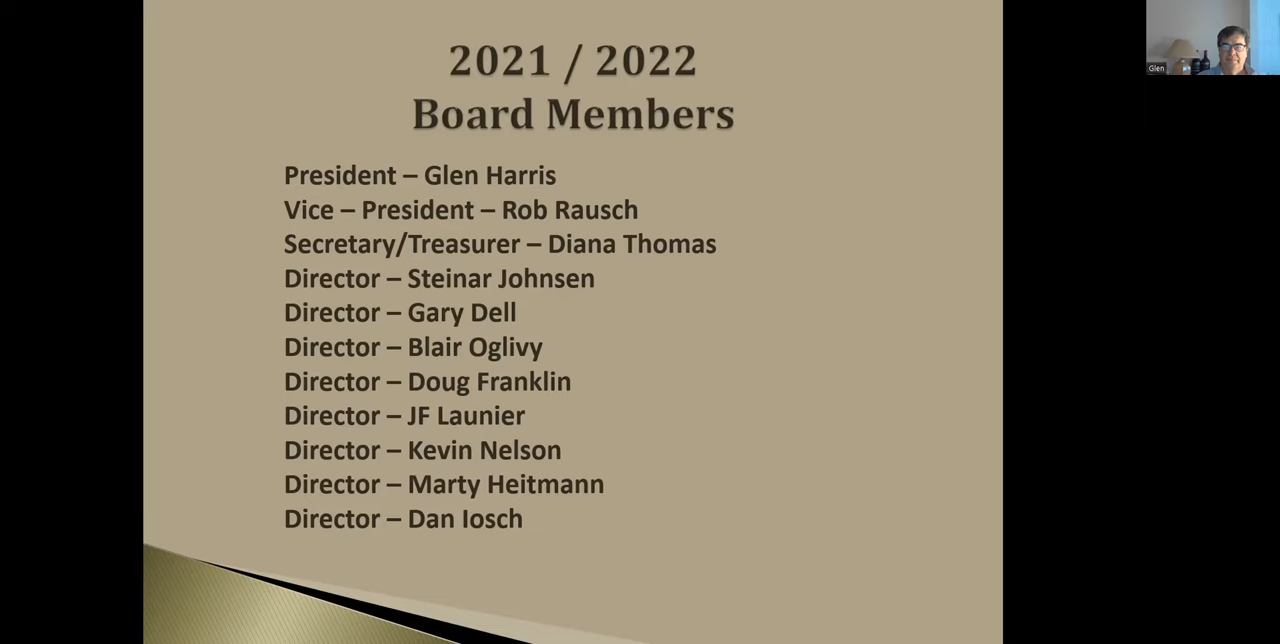 2021 / 2022
Board Members
President – Glen Harris
Vice – President – Rob Rausch
Secretary/Treasurer – Diana Thomas
Director – Steinar Johnsen
Director – Gary Dell
Director – Blair Oglivy
Director – Doug Franklin
Director – JF Launier
Director – Kevin Nelson
Director – Marty Heitmann
Director – Dan Iosch
Glen